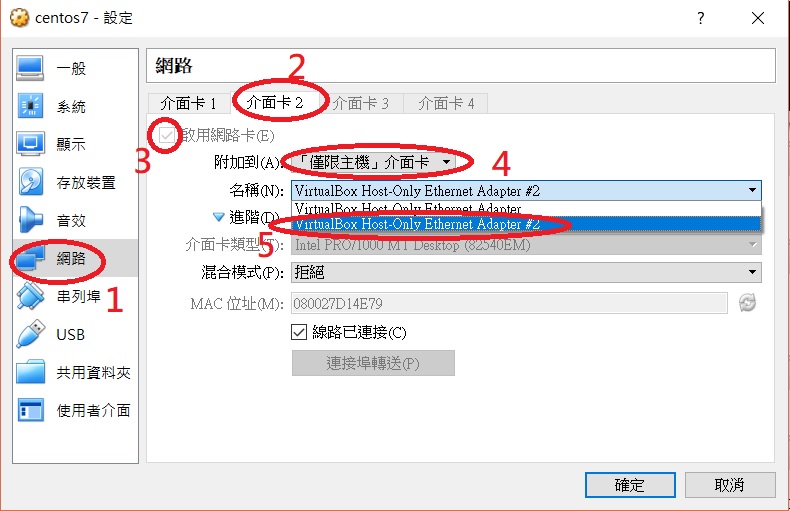 centos7 - 設定
?
一般
系統
顯示
存放裝置
音效
網路
串列埠
USB
共用資料夾
使用者介面
1
網路
2
介面卡 1
介面卡 2
介面卡 3
介面卡 4
3
啟用網路卡(E)
附加到(A):
「僅限主機」介面卡
4
名稱(N):
VirtualBox Host-Only Ethernet Adapter #2
VirtualBox Host-Only Ethernet Adapter
VirtualBox Host-Only Ethernet Adapter #2
進階(D)
5
介面卡類型(T):
Intel PRO/1000 MT Desktop (82540EM)
混合模式(P):
拒絕
MAC 位址(M):
080027D14E79
線路已連接(C)
連接埠轉送(P)
確定
取消